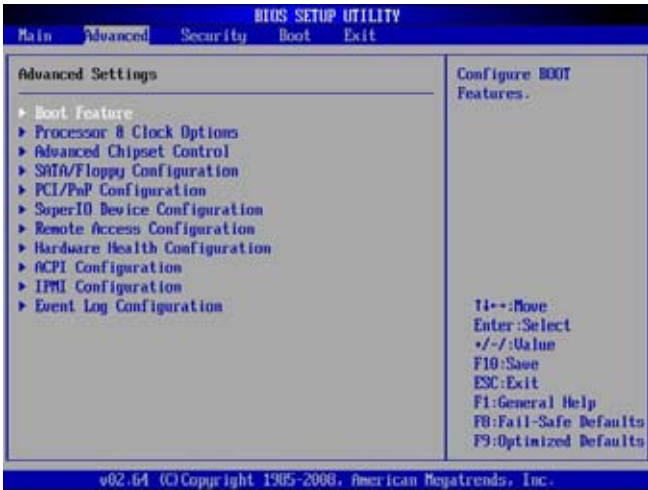 BIOS SETUP UTILITY
Main Advanced Security Boot Exit
Advanced Settings
Boot Feature
Processor & Clock Options
Advanced Chipset Control
SATA/Floppy Configuration
PCI/PnP Configuration
SuperIO Device Configuration
Remote Access Configuration
Hardware Health Configuration
ACPI Configuration
IPMI Configuration
Event Log Configuration
Configure BOOT
Features.
↑↓←→:Move
Enter:Select
+/-/:Value
F10:Save
ESC:Exit
F1:General Help
F8:Fail-Safe Defaults
F9:Optimized Defaults
v02.64 (C)Copyright 1985-2008, American Megatrends, Inc.